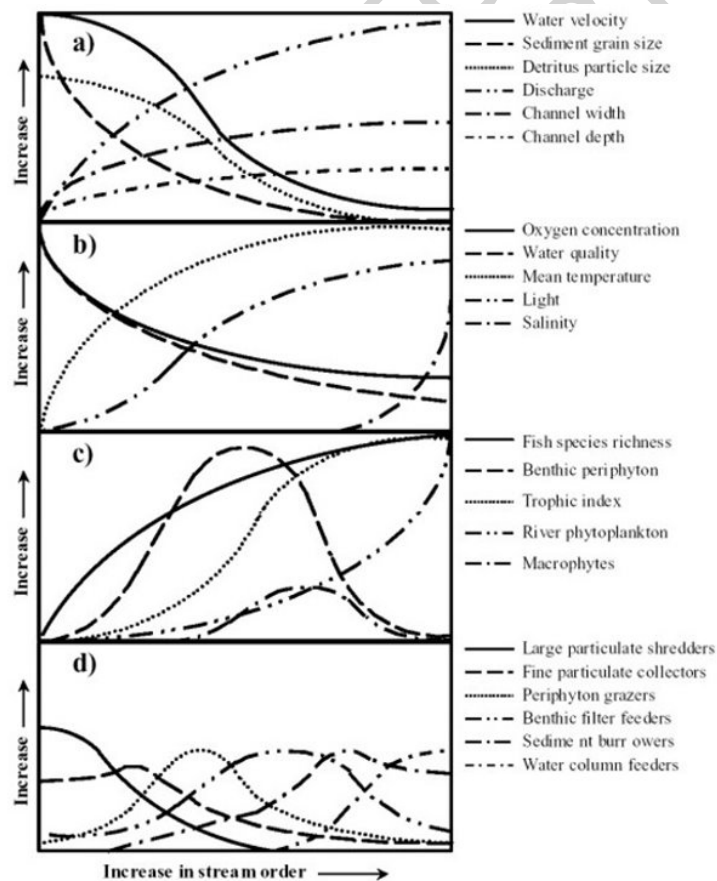 a)
Increase
Water velocity
Sediment grain size
Detritus particle size
Discharge
Channel width
Channel depth
b)
Increase
Oxygen concentration
Water quality
Mean temperature
Light
Salinity
c)
Increase
Fish species richness
Benthic periphyton
Trophic index
River phytoplankton
Macrophytes
d)
Increase
Large particulate shredders
Fine particulate collectors
Periphyton grazers
Benthic filter feeders
Sedime nt burr owers
Water column feeders
Increase in stream order